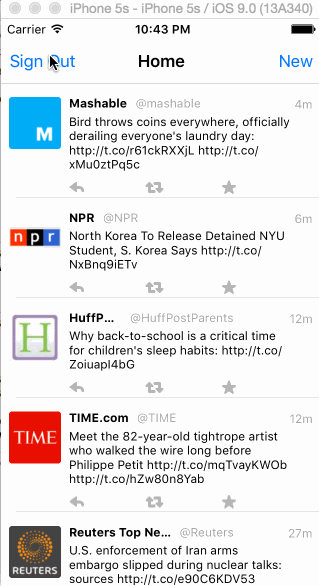 iPhone 5s - iPhone 5s / iOS 9.0 (13A340)
Carrier 10:43 PM
Sign Out Home New
Mashable @mashable 4m
Bird throws coins everywhere, officially
derailing everyone's laundry day:
http://t.co/r61ckRXXjL http://t.co/
xMu0ztPq5c
M
NPR @NPR 6m
North Korea To Release Detained NYU
Student, S. Korea Says http://t.co/
NxBnq9iETv
n p r
HuffP... @HuffPostParents 12m
Why back-to-school is a critical time
for children's sleep habits: http://t.co/
Zoiuapl4bG
H
TIME.com @TIME 12m
Meet the 82-year-old tightrope artist
who walked the wire long before
Philippe Petit http://t.co/mqTvayKWOb
http://t.co/hZw80n8Yab
TIME
Reuters Top Ne... @Reuters 27m
U.S. enforcement of Iran arms
embargo slipped during nuclear talks:
sources http://t.co/e90C6KDV53
REUTERS